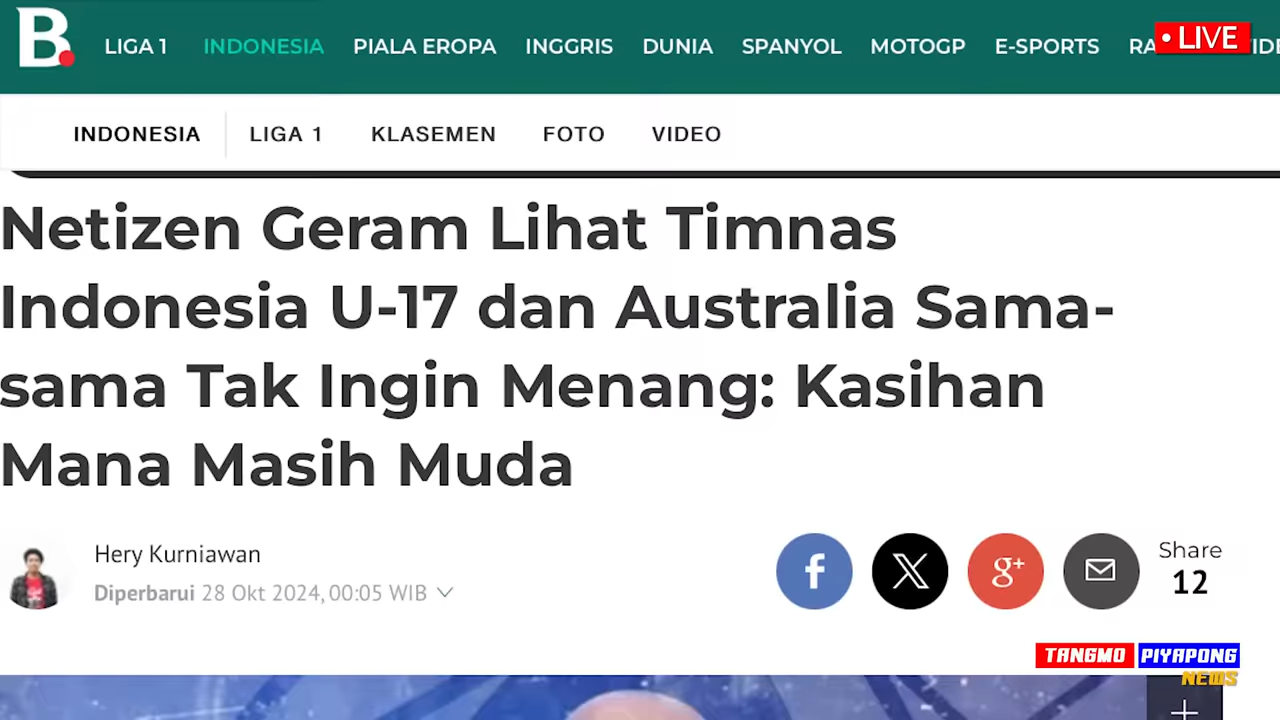 B
LIGA 1 INDONESIA PIALA EROPA INGGRIS DUNIA SPANYOL MOTOGP E-SPORTS
• LIVE
INDONESIA LIGA 1 KLASEMEN FOTO VIDEO
Netizen Geram Lihat Timnas
Indonesia U-17 dan Australia Sama-
sama Tak Ingin Menang: Kasihan
Mana Masih Muda
Hery Kurniawan
Diperbarui 28 Okt 2024, 00:05 WIB
f X g+
Share
12
TANGMO PIYAPONG
NEWS